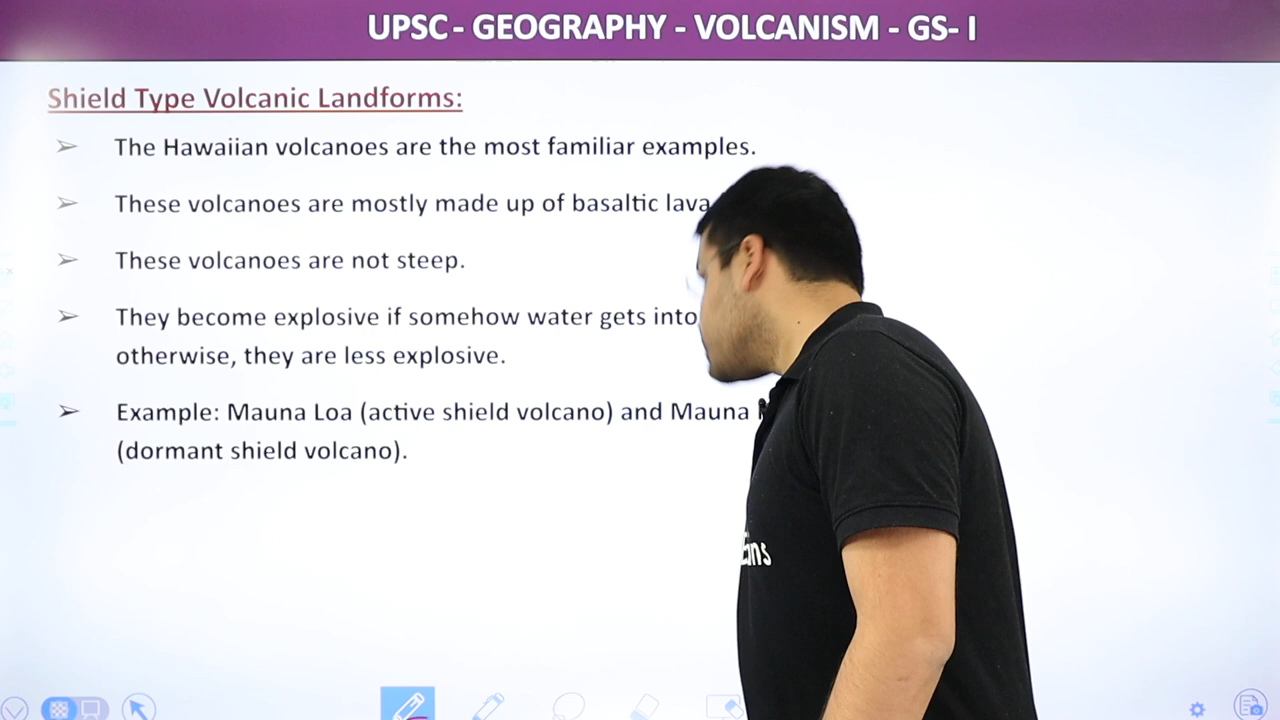 UPSC - GEOGRAPHY - VOLCANISM - GS- I
Shield Type Volcanic Landforms:
➢ The Hawaiian volcanoes are the most familiar examples.
➢ These volcanoes are mostly made up of basaltic lava
➢ These volcanoes are not steep.
➢ They become explosive if somehow water gets into
otherwise, they are less explosive.
➢ Example: Mauna Loa (active shield volcano) and Mauna
(dormant shield volcano).